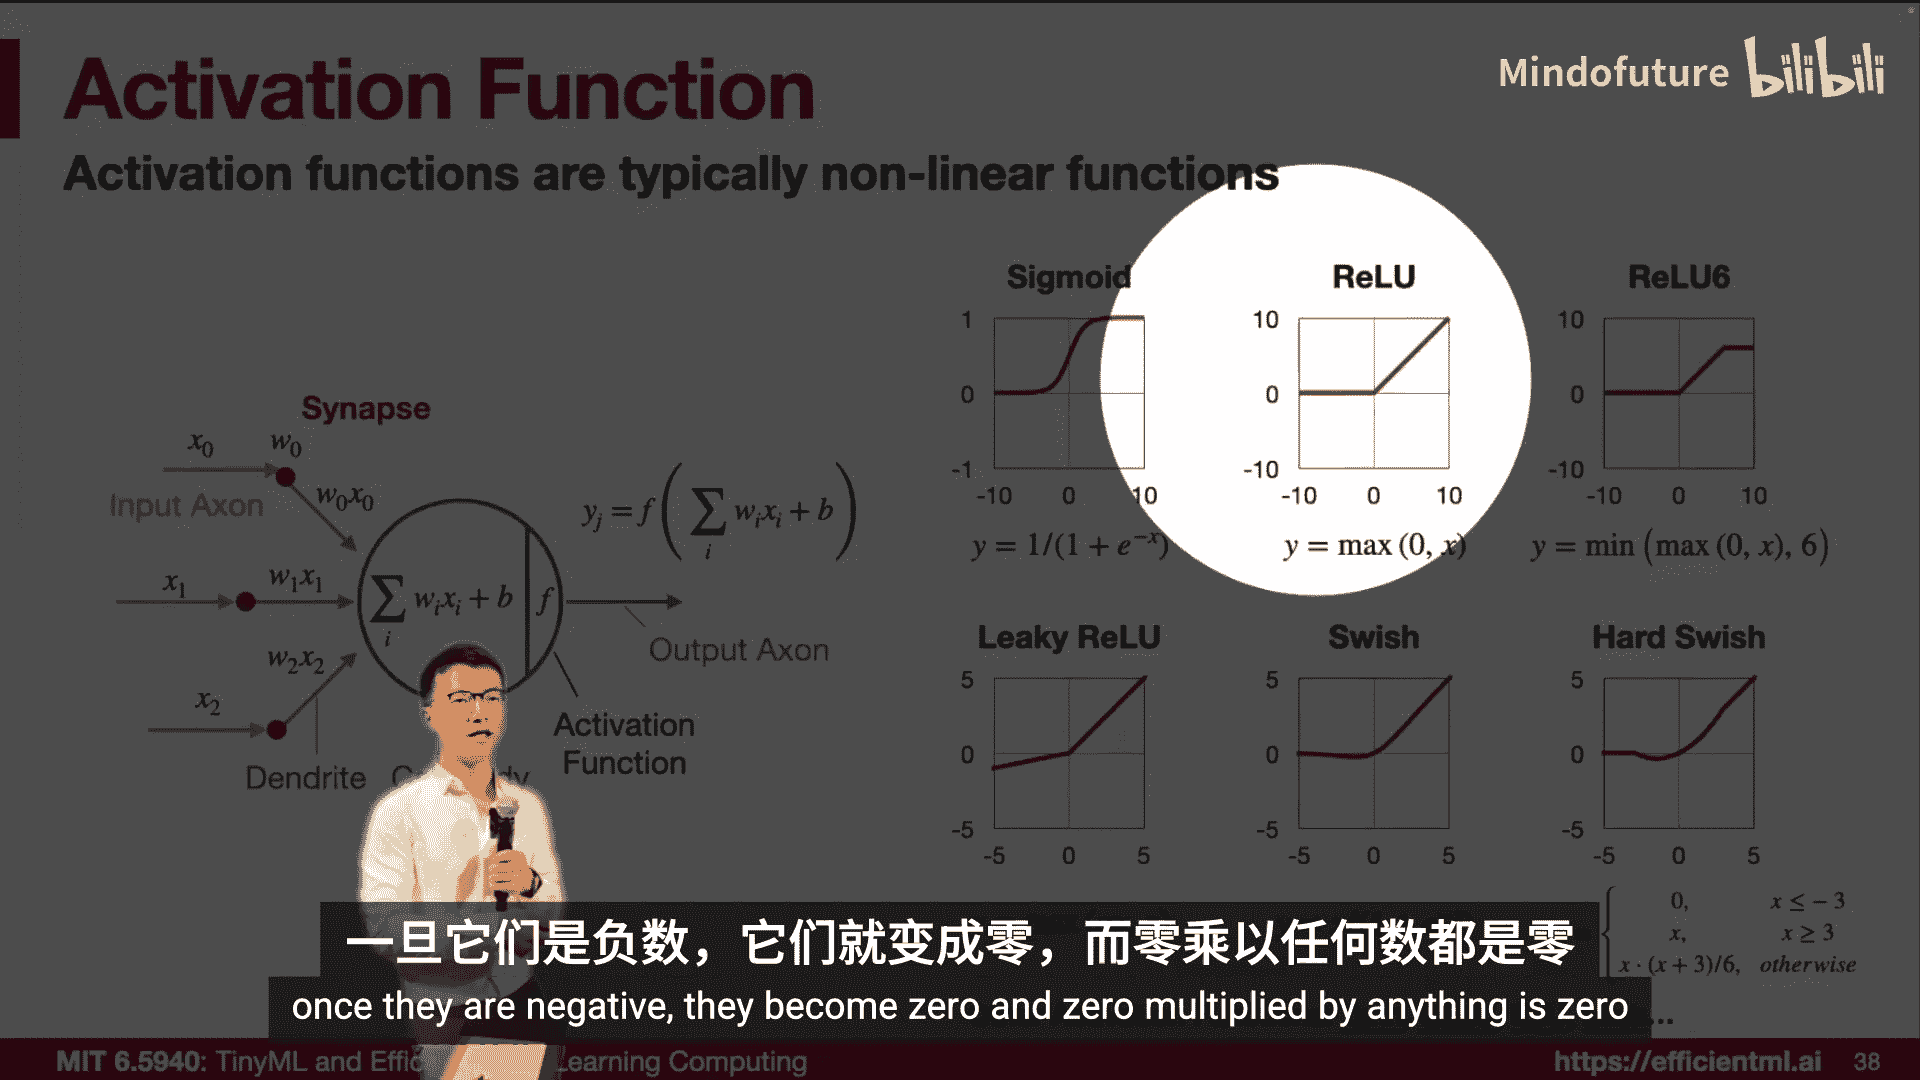 Mindofuture bilibili
Activation Function
Activation functions are typically non-linear functions
Synapse
x₀
w₀
w₀x₀
Input Axon
x₁
w₁x₁
w₂x₂
x₂
Dendrite
∑ᵢ wᵢxᵢ + b
f
yⱼ = f(∑ᵢ wᵢxᵢ + b)
Output Axon
Activation
Function
Sigmoid
1
0
-1
-10 0 10
y = 1/(1 + e⁻ˣ)
ReLU
10
0
-10
-10 0 10
y = max (0, x)
ReLU6
10
0
-10
-10 0 10
y = min (max (0, x), 6)
Leaky ReLU
5
0
-5
-5 0 5
Swish
5
0
-5
-5 0 5
Hard Swish
5
0
-5
-5 0 5
0, x ≤ − 3
x, x ≥ 3
x · (x + 3)/6, otherwise
...
一旦它们是负数，它们就变成零，而零乘以任何数都是零
once they are negative, they become zero and zero multiplied by anything is zero
MIT 6.5940: TinyML and Effic earning Computing
https://efficientml.ai 38